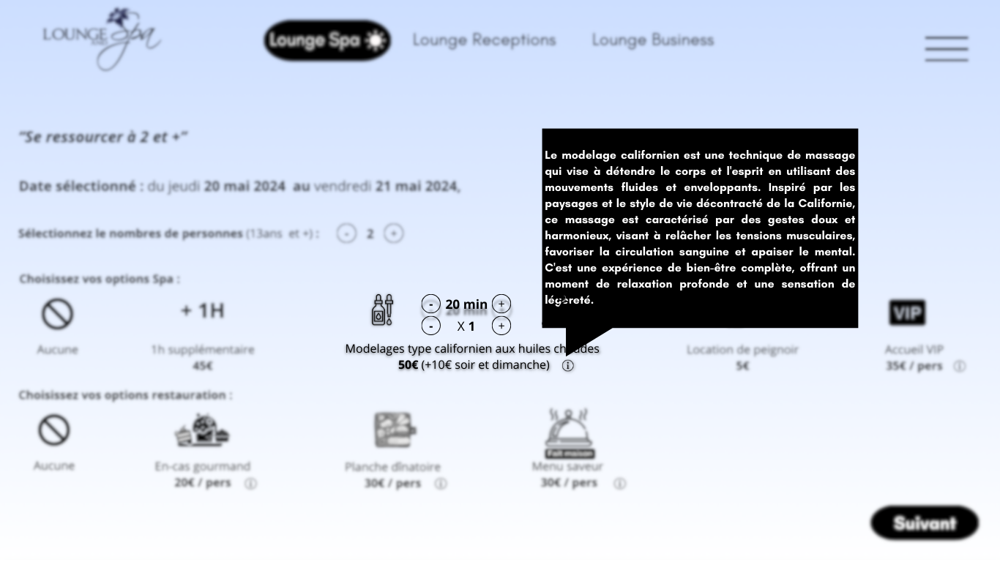 LOUNGE Spa
Lounge Spa
Lounge Receptions
Lounge Business
“Se ressourcer à 2 et +”
Date sélectionné : du jeudi 20 mai 2024 au vendredi 21 mai 2024,
Sélectionnez le nombres de personnes (13ans et +) : - 2 +
Le modelage californien est une technique de massage
qui vise à détendre le corps et l'esprit en utilisant des
mouvements fluides et enveloppants. Inspiré par les
paysages et le style de vie décontracté de la Californie,
ce massage est caractérisé par des gestes doux et
harmonieux, visant à relâcher les tensions musculaires,
favoriser la circulation sanguine et apaiser le mental.
C'est une expérience de bien-être complète, offrant un
moment de relaxation profonde et une sensation de
légèreté.
Choisissez vos options Spa :
Aucune
+ 1H
1h supplémentaire
45€
- 20 min +
20 min
- X 1 +
Modelages type californien aux huiles chaudes
50€ (+10€ soir et dimanche) i
Location de peignoir
5€
VIP
Accueil VIP
35€ / pers i
Choisissez vos options restauration :
Aucune
En-cas gourmand
20€ / pers i
Planche dînatoire
30€ / pers i
Fait maison
Menu saveur
30€ / pers i
Suivant